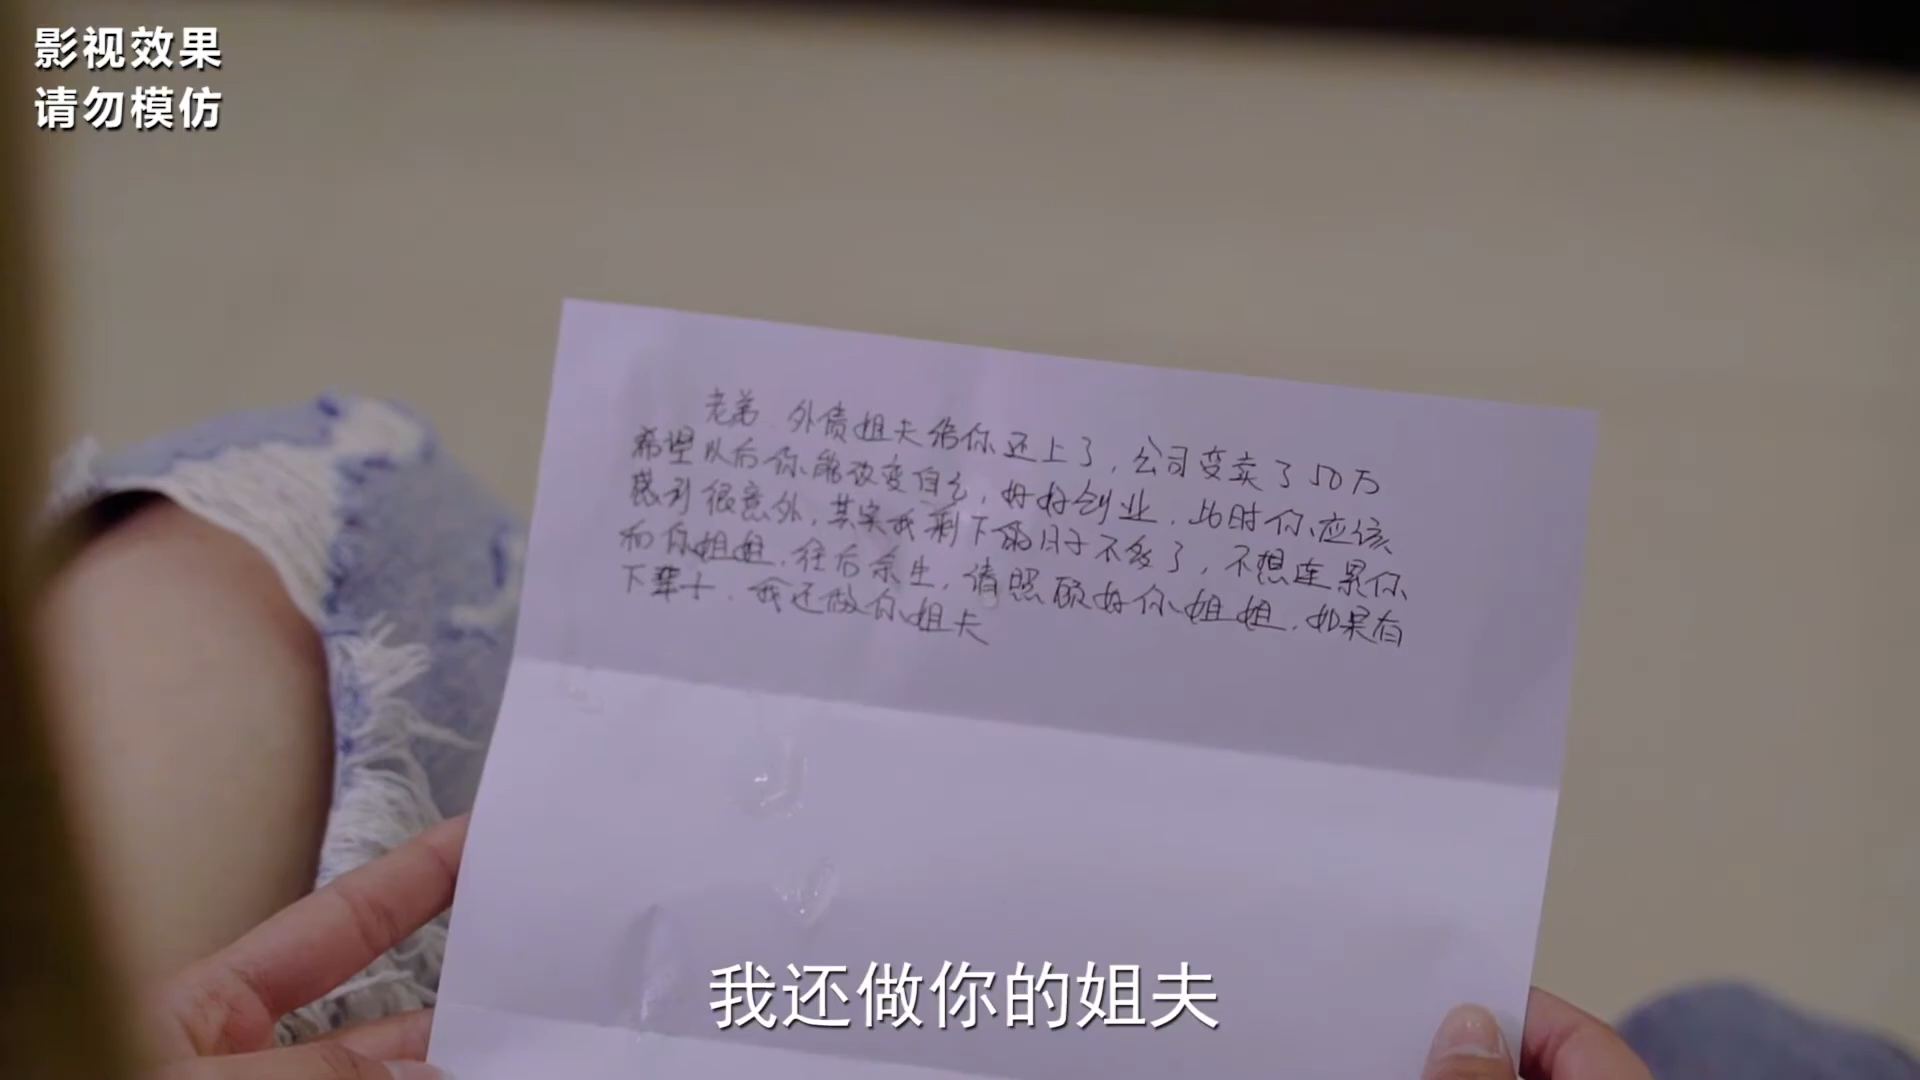 影视效果
请勿模仿
老弟.外债姐夫给你还上了,公司变卖了50万
希望以后你能改变自己,好好创业,此时你应该
感到很意外,其实我剩下的日子不多了,不想连累你
和你姐姐,往后余生,请照顾好你姐姐.如果有
下辈子.我还做你姐夫
我还做你的姐夫